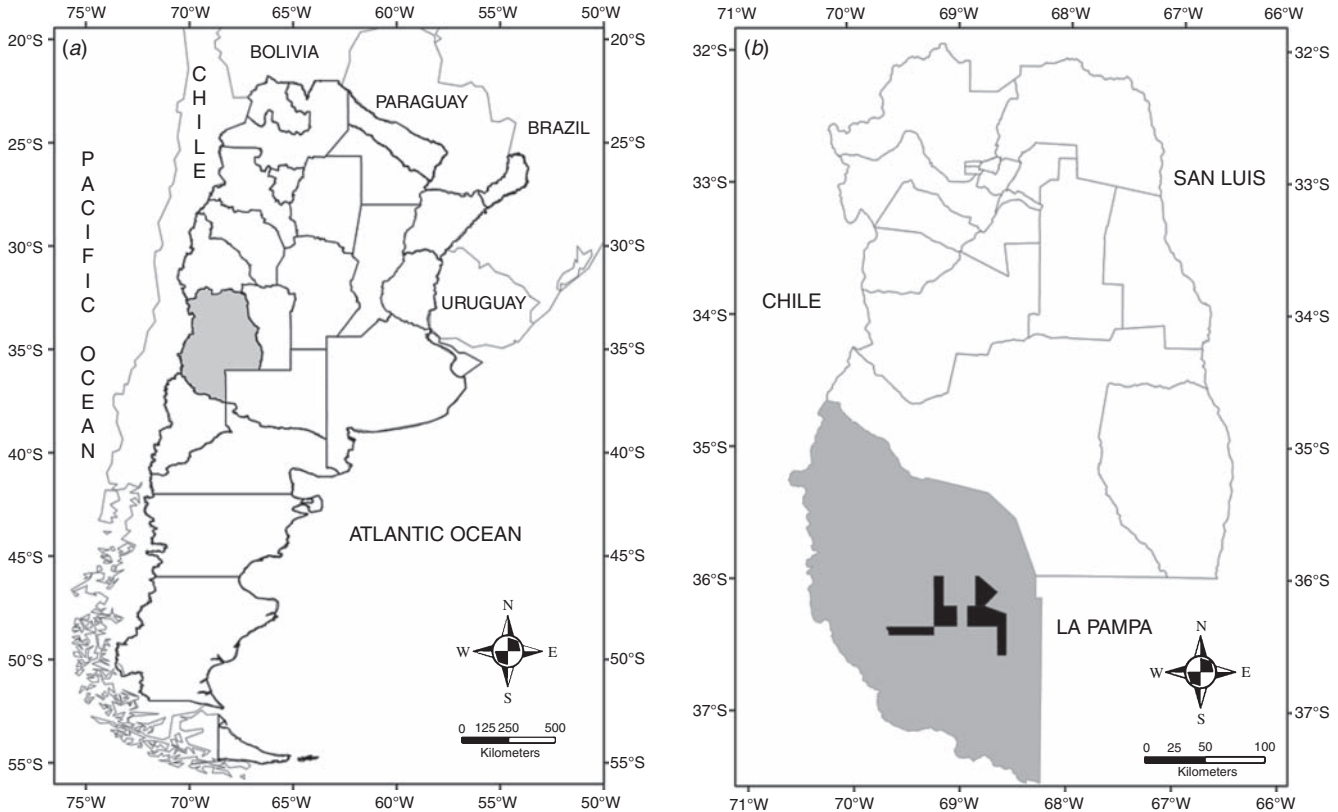 75°W 70°W 65°W 60°W 55°W 50°W
20°S 20°S
(a)
BOLIVIA
C
H
I
L
E
PARAGUAY
BRAZIL
25°S 25°S
P
A
C
I
F
I
C
O
C
E
A
N
30°S 30°S
URUGUAY
35°S 35°S
40°S 40°S
ATLANTIC OCEAN
45°S 45°S
N
W E
S
50°S 50°S
0 125 250 500
Kilometers
55°S 55°S
75°W 70°W 65°W 60°W 55°W 50°W
71°W 70°W 69°W 68°W 67°W 66°W
(b)
32°S 32°S
33°S 33°S
SAN LUIS
CHILE
34°S 34°S
35°S 35°S
36°S 36°S
LA PAMPA
N
W E
S
37°S 37°S
0 25 50 100
Kilometers
71°W 70°W 69°W 68°W 67°W 66°W